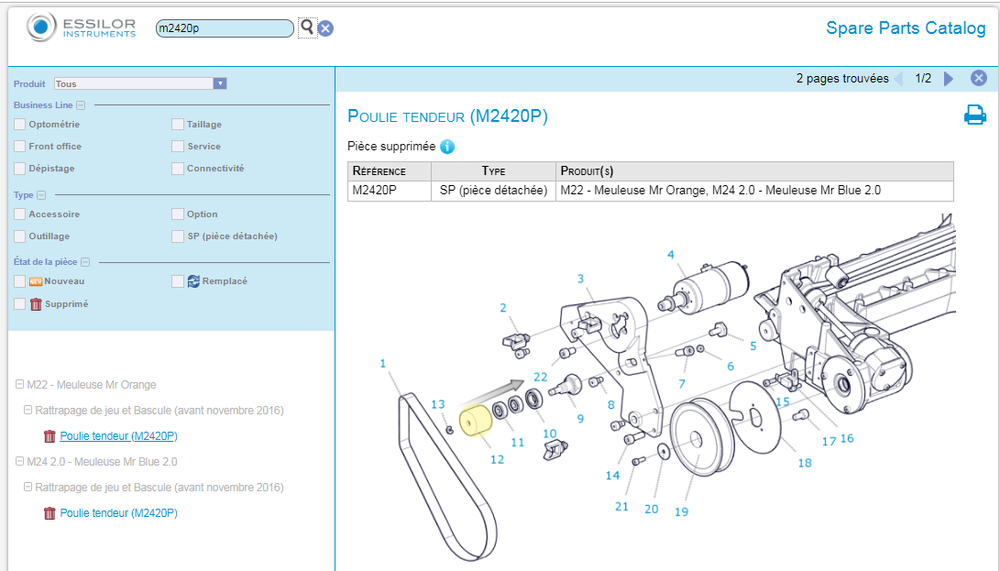 ESSILOR
INSTRUMENTS
m2420p
Spare Parts Catalog
Produit Tous
Business Line
Optométrie Taillage
Front office Service
Dépistage Connectivité
Type
Accessoire Option
Outillage SP (pièce détachée)
État de la pièce
NEW Nouveau Remplacé
Supprimé
M22 - Meuleuse Mr Orange
Rattrapage de jeu et Bascule (avant novembre 2016)
Poulie tendeur (M2420P)
M24 2.0 - Meuleuse Mr Blue 2.0
Rattrapage de jeu et Bascule (avant novembre 2016)
Poulie tendeur (M2420P)
2 pages trouvées 1/2
Poulie tendeur (M2420P)
Pièce supprimée i
Référence Type Produit(s)
M2420P SP (pièce détachée) M22 - Meuleuse Mr Orange, M24 2.0 - Meuleuse Mr Blue 2.0
4
3
2
5
1
6
22
7
13
8
15
9
10
11
16
17
12
18
14
21
20
19